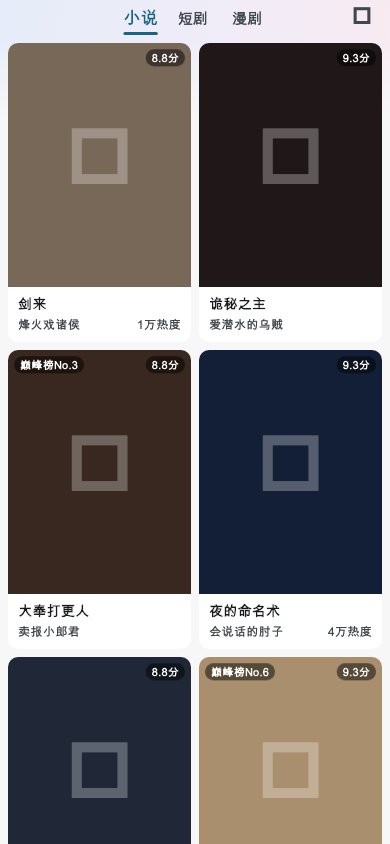 小说 短剧 漫剧
8.8分
剑来
烽火戏诸侯 1万热度
9.3分
诡秘之主
爱潜水的乌贼
巅峰榜No.3 8.8分
大奉打更人
卖报小郎君
9.3分
夜的命名术
会说话的肘子 4万热度
8.8分
巅峰榜No.6 9.3分